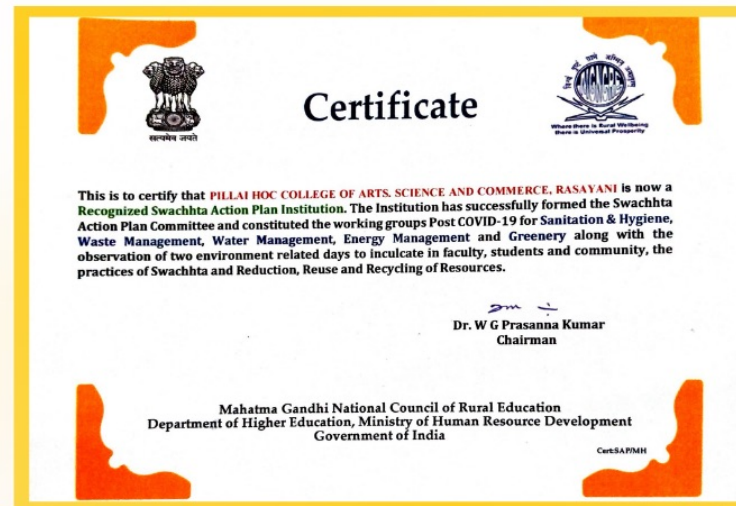 Certificate
सत्यमेव जयते
MGNCRE
Where there is Rural Wellbeing
there is Universal Prosperity
This is to certify that PILLAI HOC COLLEGE OF ARTS. SCIENCE AND COMMERCE, RASAYANI is now a
Recognized Swachhta Action Plan Institution. The Institution has successfully formed the Swachhta
Action Plan Committee and constituted the working groups Post COVID-19 for Sanitation & Hygiene,
Waste Management, Water Management, Energy Management and Greenery along with the
observation of two environment related days to inculcate in faculty, students and community, the
practices of Swachhta and Reduction, Reuse and Recycling of Resources.
Dr. W G Prasanna Kumar
Chairman
Mahatma Gandhi National Council of Rural Education
Department of Higher Education, Ministry of Human Resource Development
Government of India
Cert:SAP/MH